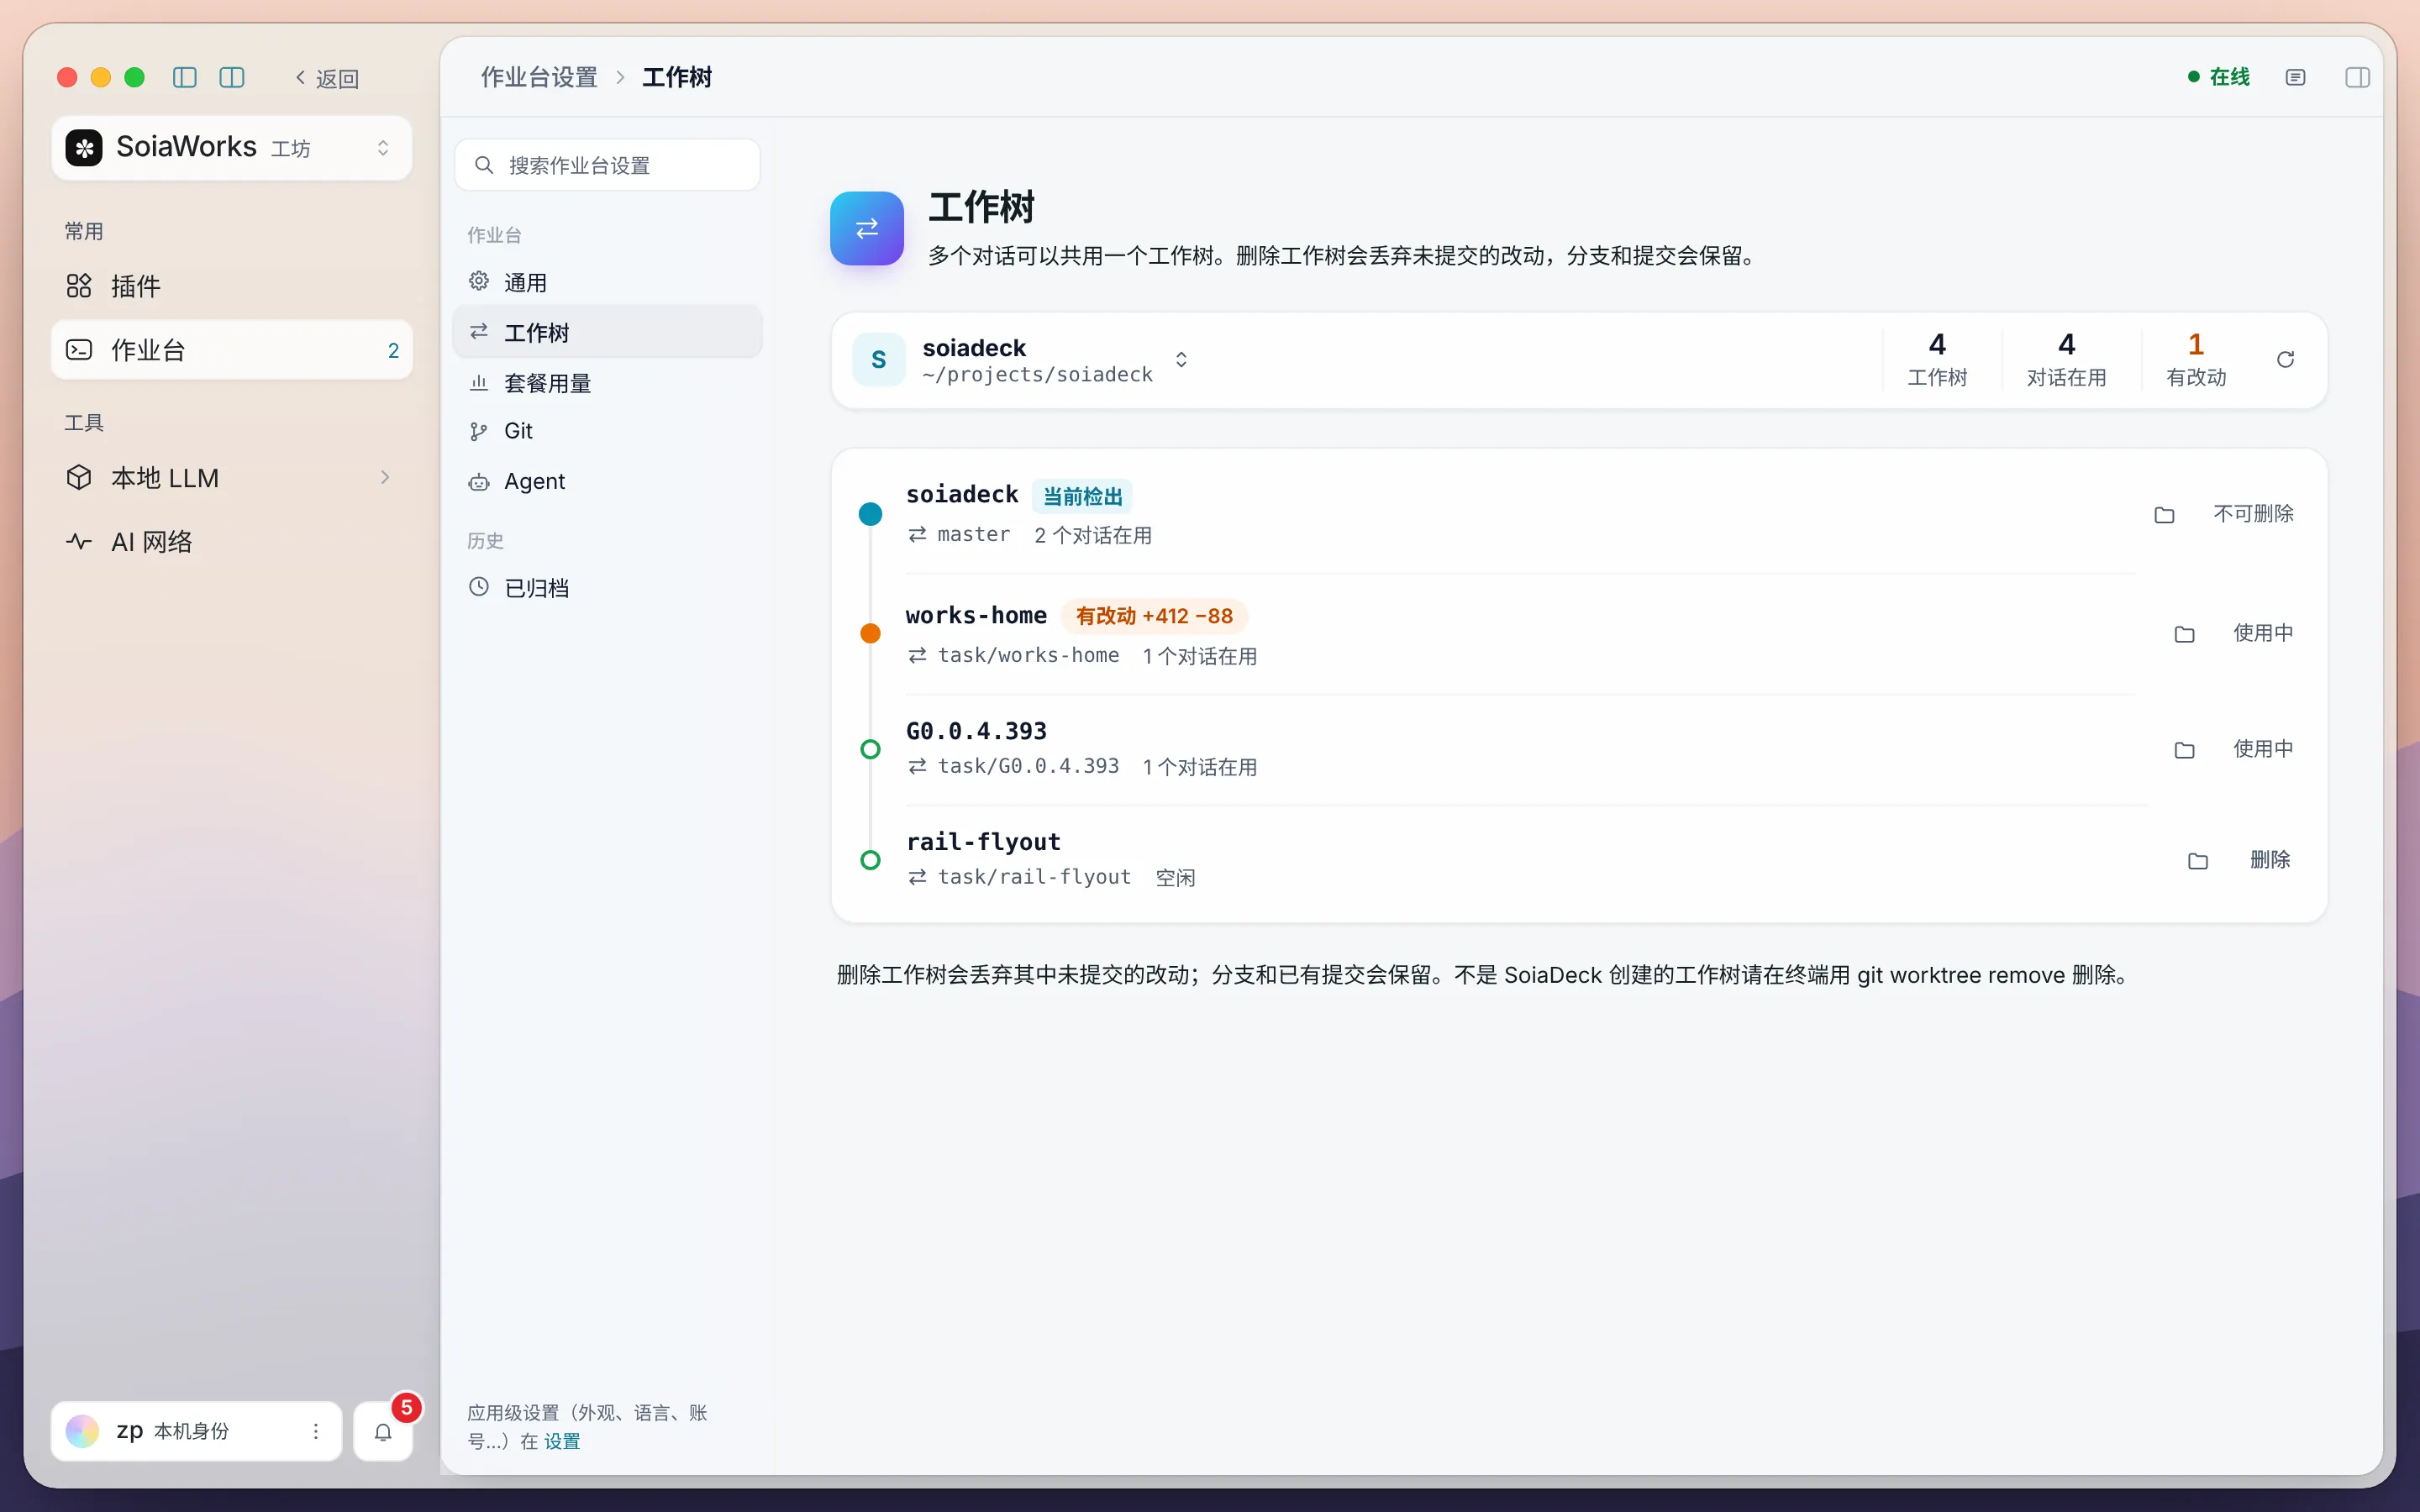 返回
SoiaWorks 工坊
常用
插件
作业台 2
工具
本地 LLM
AI 网络
zp 本机身份
5
作业台设置 > 工作树
在线
搜索作业台设置
作业台
通用
工作树
套餐用量
Git
Agent
历史
已归档
应用级设置（外观、语言、账
号...）在 设置
工作树
多个对话可以共用一个工作树。删除工作树会丢弃未提交的改动，分支和提交会保留。
S
soiadeck
~/projects/soiadeck
4
工作树
4
对话在用
1
有改动
soiadeck 当前检出
master 2 个对话在用
不可删除
works-home 有改动 +412 −88
task/works-home 1 个对话在用
使用中
G0.0.4.393
task/G0.0.4.393 1 个对话在用
使用中
rail-flyout
task/rail-flyout 空闲
删除
删除工作树会丢弃其中未提交的改动；分支和已有提交会保留。不是 SoiaDeck 创建的工作树请在终端用 git worktree remove 删除。